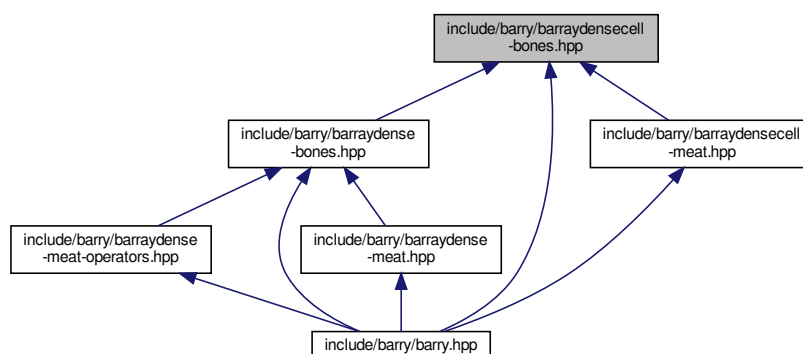 include/barry/barraydensecell
-bones.hpp
include/barry/barraydense
-bones.hpp
include/barry/barraydensecell
-meat.hpp
include/barry/barraydense
-meat-operators.hpp
include/barry/barraydense
-meat.hpp
include/barry/barry.hpp